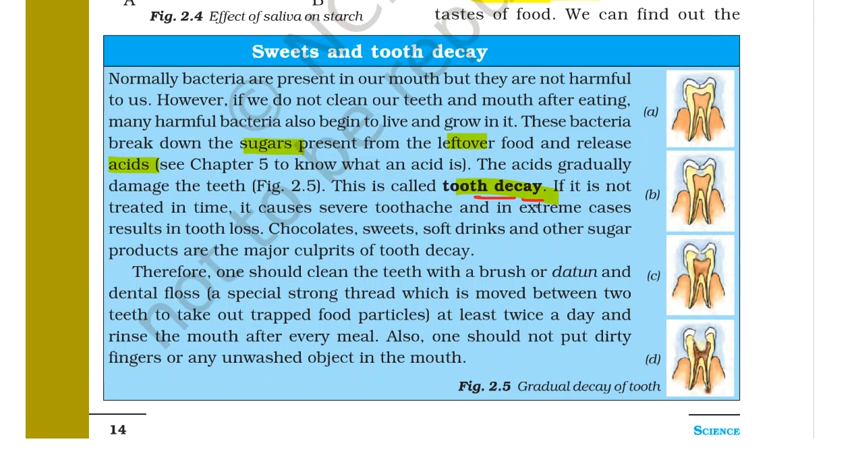 A B
Fig. 2.4 Effect of saliva on starch
tastes of food. We can find out the
Sweets and tooth decay
Normally bacteria are present in our mouth but they are not harmful
to us. However, if we do not clean our teeth and mouth after eating,
many harmful bacteria also begin to live and grow in it. These bacteria
break down the sugars present from the leftover food and release
acids (see Chapter 5 to know what an acid is). The acids gradually
damage the teeth (Fig. 2.5). This is called tooth decay. If it is not
treated in time, it causes severe toothache and in extreme cases
results in tooth loss. Chocolates, sweets, soft drinks and other sugar
products are the major culprits of tooth decay.
Therefore, one should clean the teeth with a brush or datun and
dental floss (a special strong thread which is moved between two
teeth to take out trapped food particles) at least twice a day and
rinse the mouth after every meal. Also, one should not put dirty
fingers or any unwashed object in the mouth.
(a)
(b)
(c)
(d)
Fig. 2.5 Gradual decay of tooth
14
SCIENCE